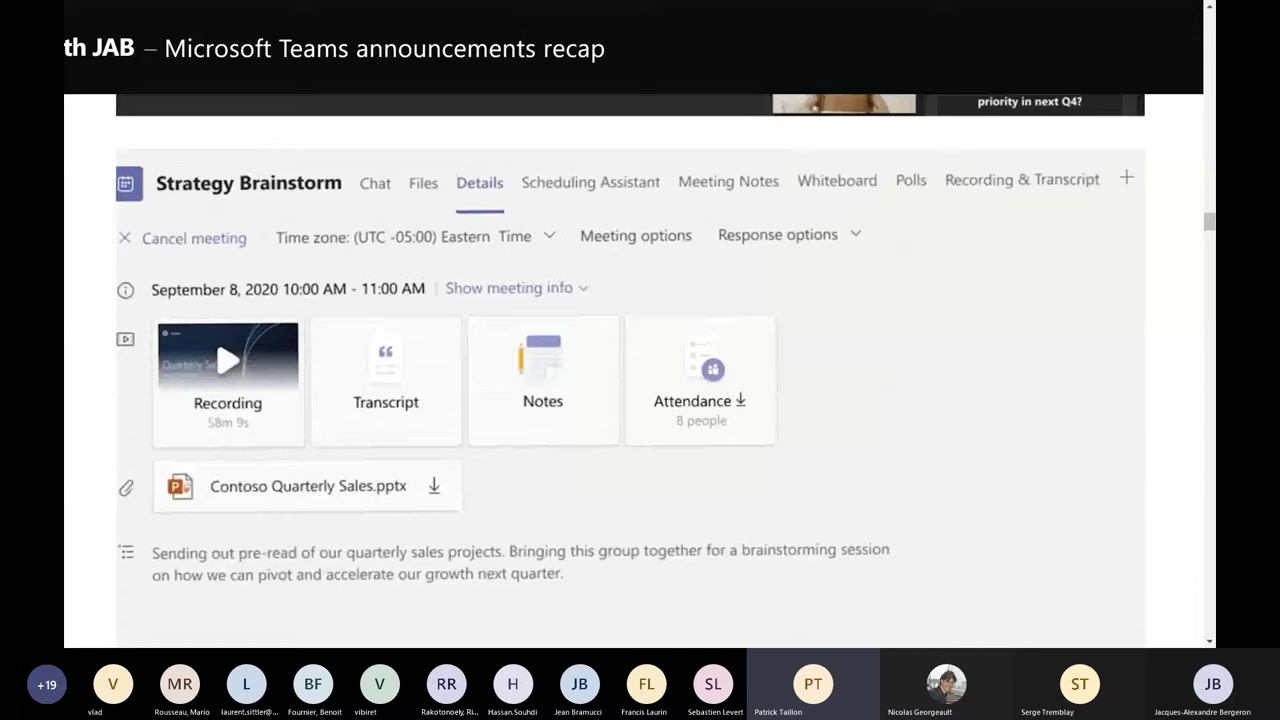 th JAB – Microsoft Teams announcements recap
priority in next Q4?
Strategy Brainstorm Chat Files Details Scheduling Assistant Meeting Notes Whiteboard Polls Recording & Transcript
Cancel meeting Time zone: (UTC -05:00) Eastern Time Meeting options Response options
September 8, 2020 10:00 AM - 11:00 AM Show meeting info
Quarterly Sa
Recording Transcript Notes Attendance
58m 9s 8 people
Contoso Quarterly Sales.pptx
Sending out pre-read of our quarterly sales projects. Bringing this group together for a brainstorming session
on how we can pivot and accelerate our growth next quarter.
+19 V MR L BF V RR H JB FL SL PT ST JB
vlad Rousseau, Mario laurent.sittler@... Fournier, Benoit vibiret Rakotonoely, Ri... Hassan.Souhdi Jean Bramucci Francis Laurin Sebastien Levert Patrick Taillon Nicolas Georgeault Serge Tremblay Jacques-Alexandre Bergeron